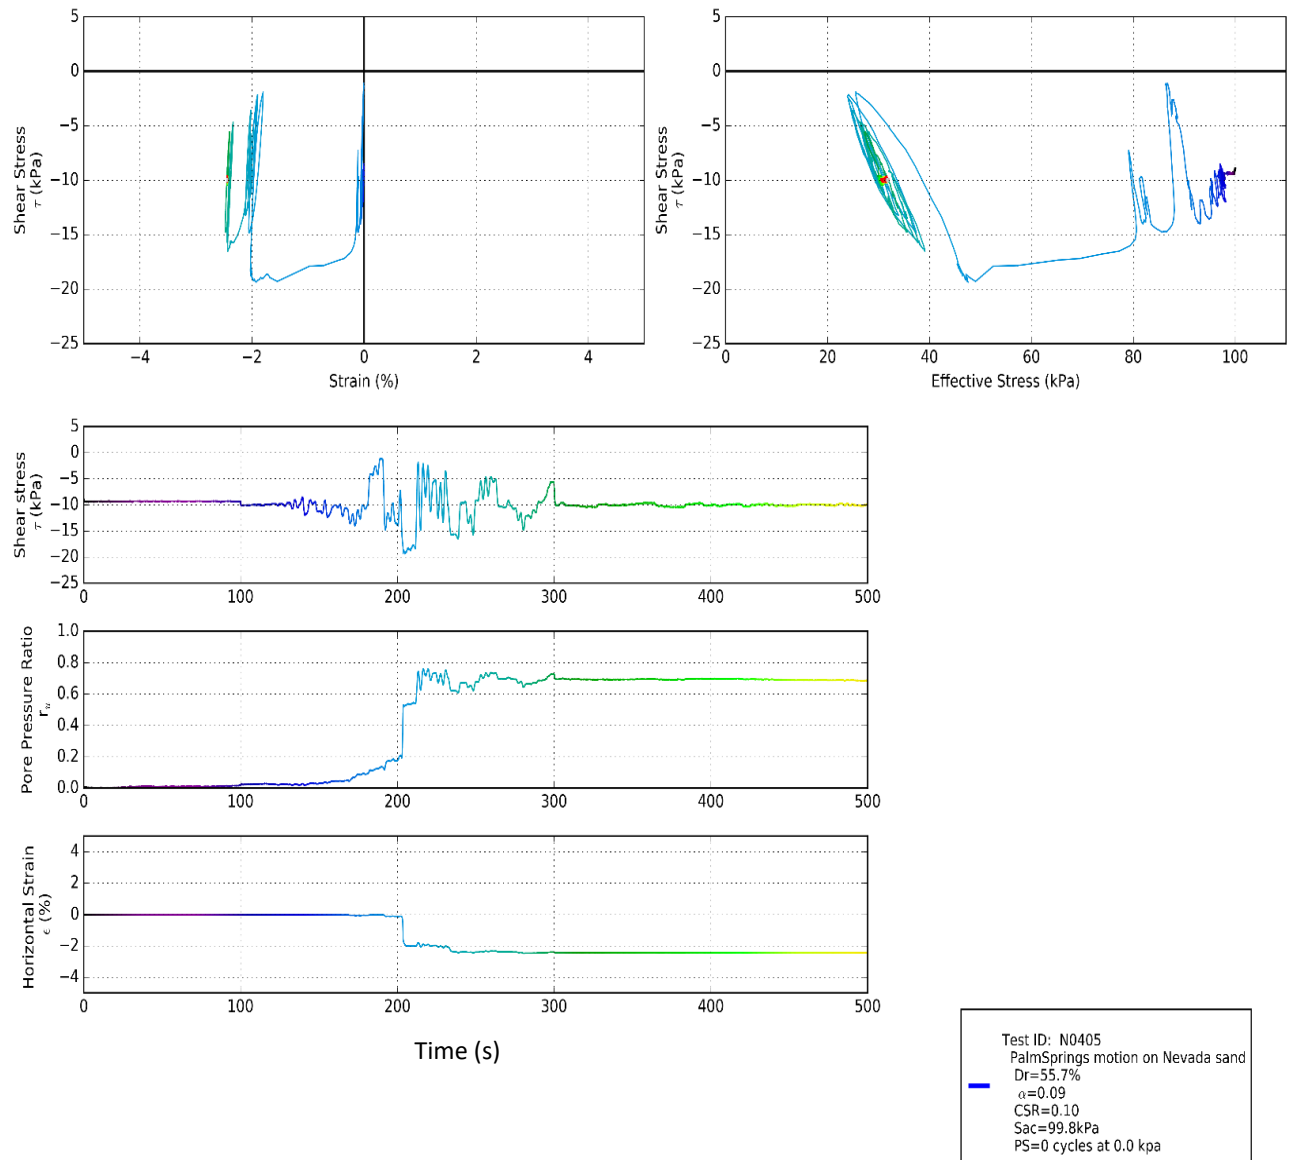 5
0
−5
−10
−15
−20
−25
Shear Stress
τ (kPa)
−4 −2 0 2 4
Strain (%)
5
0
−5
−10
−15
−20
−25
Shear Stress
τ (kPa)
0 20 40 60 80 100
Effective Stress (kPa)
5
0
−5
−10
−15
−20
−25
Shear stress
τ (kPa)
0 100 200 300 400 500
1.0
0.8
0.6
0.4
0.2
0.0
Pore Pressure Ratio
ru
0 100 200 300 400 500
4
2
0
−2
−4
Horizontal Strain
ϵ (%)
0 100 200 300 400 500
Time (s)
Test ID: N0405
PalmSprings motion on Nevada sand
Dr=55.7%
α=0.09
CSR=0.10
Sac=99.8kPa
PS=0 cycles at 0.0 kpa